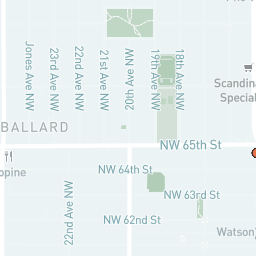 Jones Ave NW
23rd Ave NW
22nd Ave NW
21st Ave NW
20th Ave NW
19th Ave NW
18th Ave NW
Scandina
Special
BALLARD
NW 65th St
opine
NW 64th St
NW 63rd St
22nd Ave NW
NW 62nd St
Watson